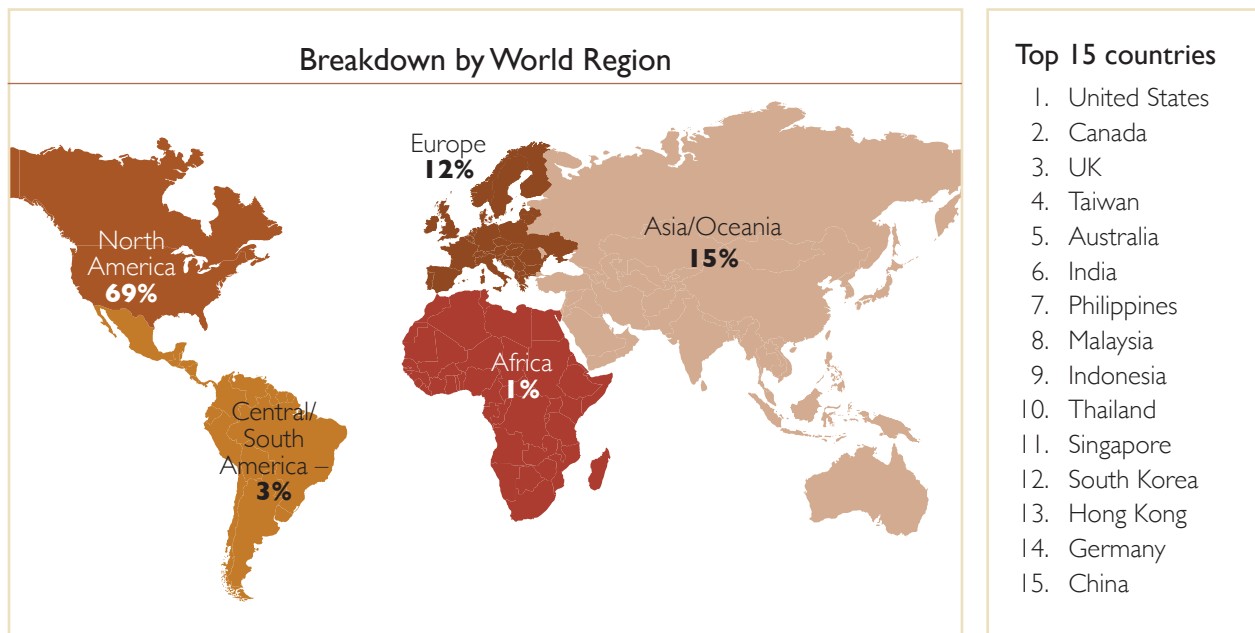 Breakdown by World Region
North
America
69%
Central/
South
America –
3%
Europe
12%
Africa
1%
Asia/Oceania
15%
Top 15 countries
1. United States
2. Canada
3. UK
4. Taiwan
5. Australia
6. India
7. Philippines
8. Malaysia
9. Indonesia
10. Thailand
11. Singapore
12. South Korea
13. Hong Kong
14. Germany
15. China